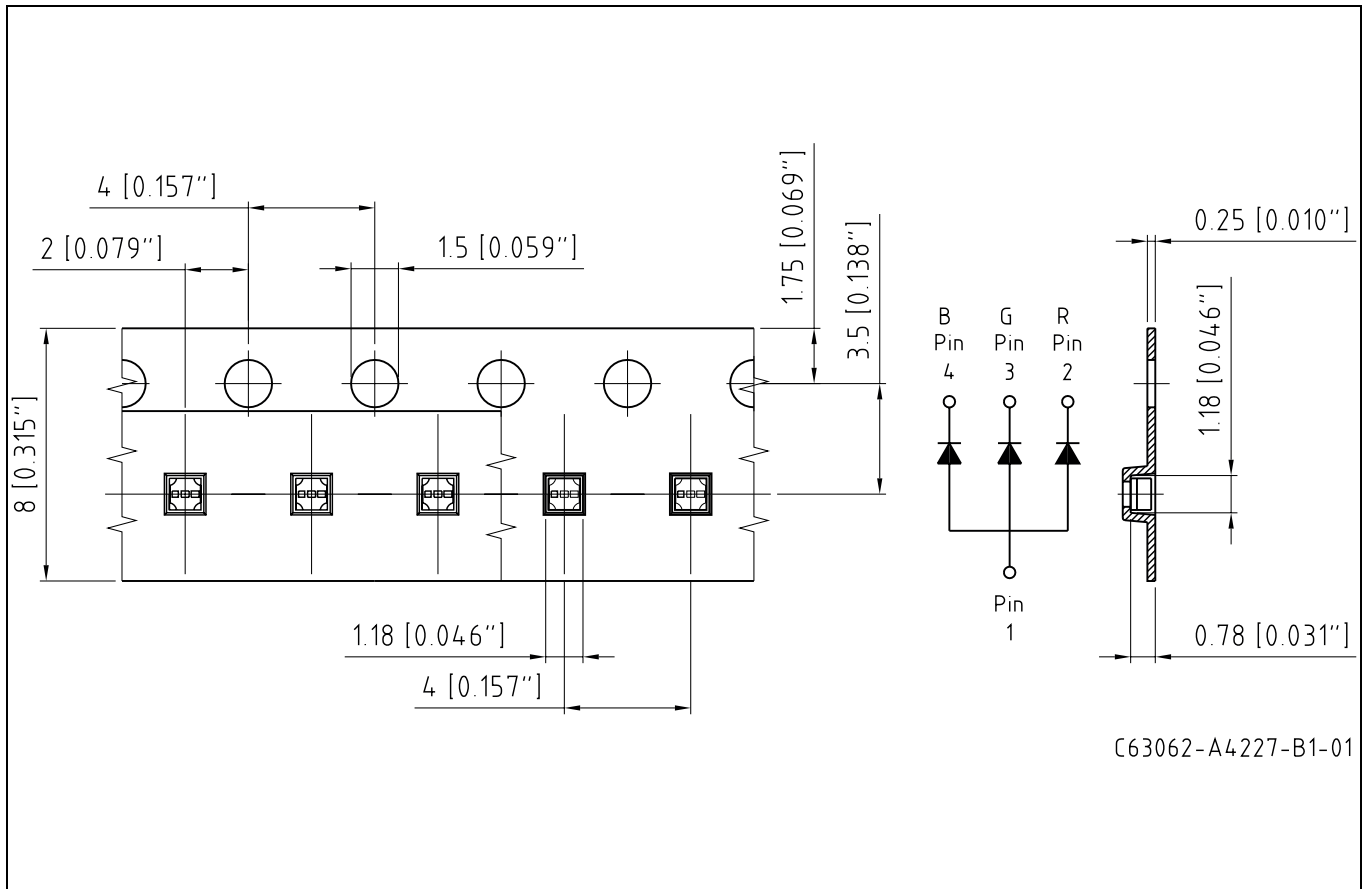 4 [0.157″]
2 [0.079″]
1.5 [0.059″]
1.75 [0.069″]
3.5 [0.138″]
8 [0.315″]
1.18 [0.046″]
4 [0.157″]
B G R
Pin Pin Pin
4 3 2
Pin
1
0.25 [0.010″]
1.18 [0.046″]
0.78 [0.031″]
C63062-A4227-B1-01